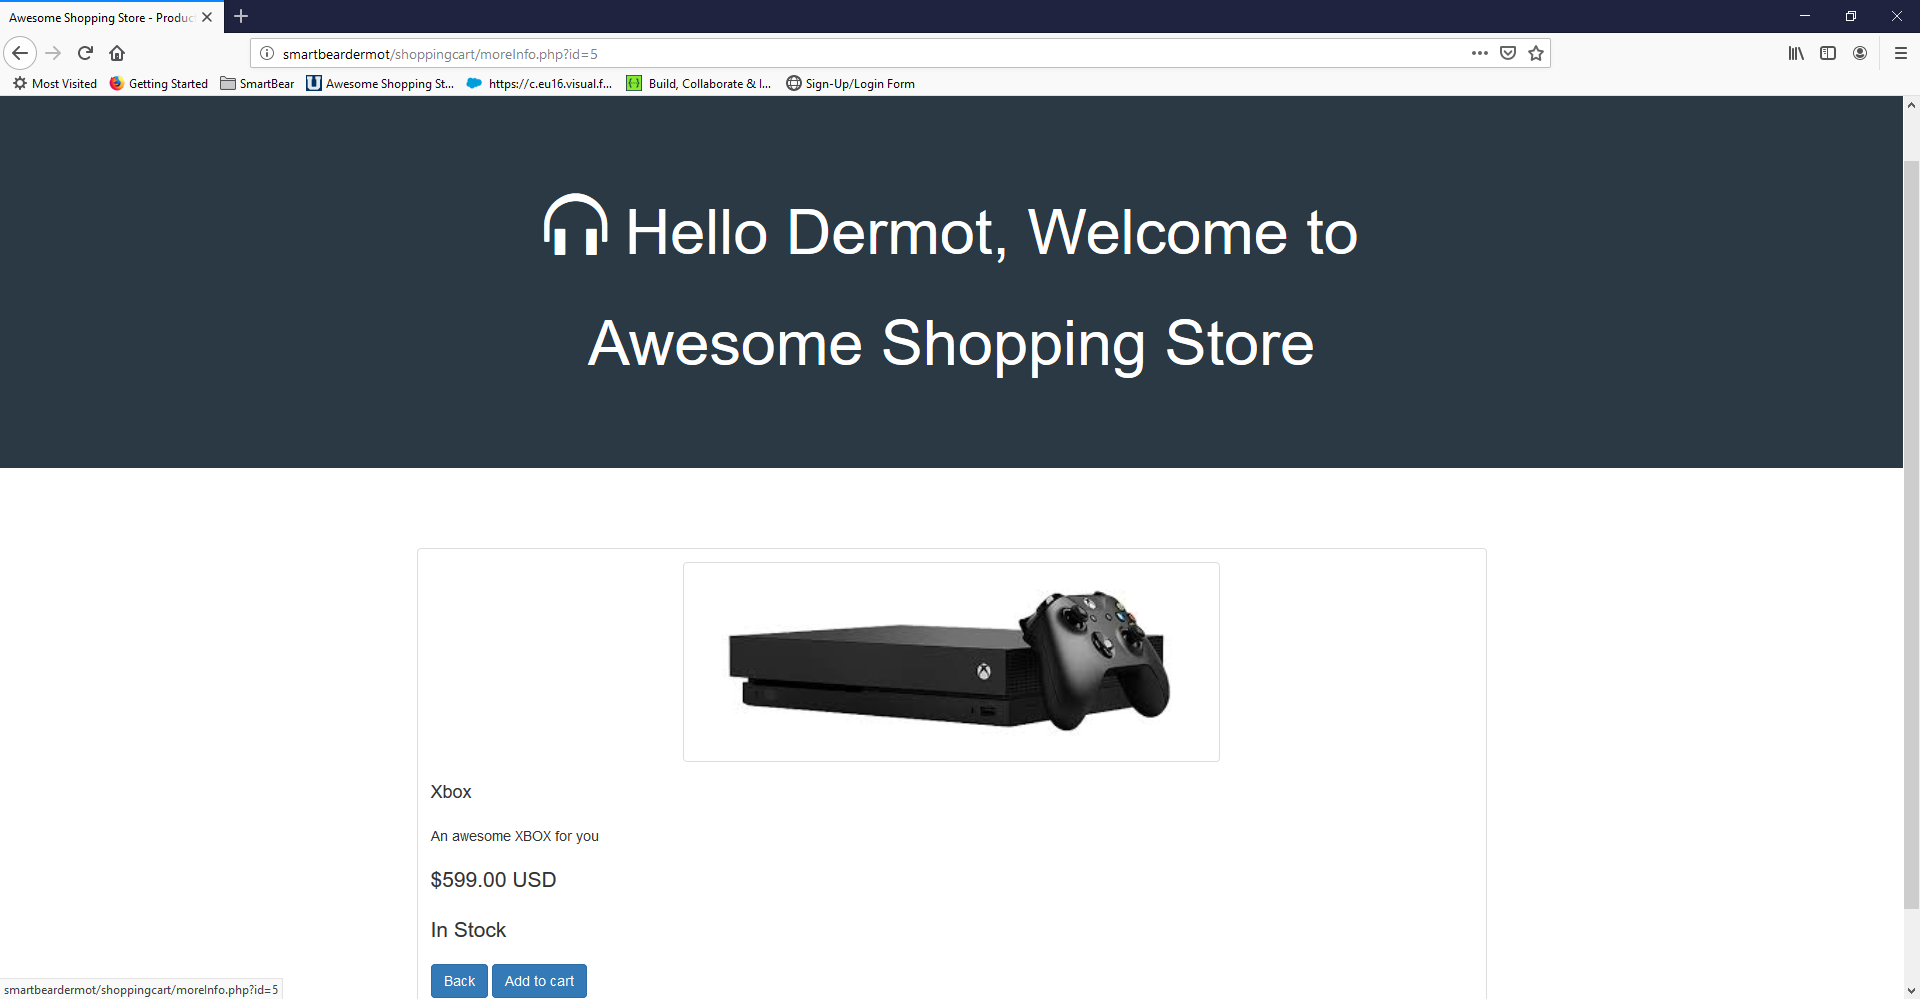 Awesome Shopping Store - Produc
smartbeardermot/shoppingcart/moreInfo.php?id=5
Most Visited Getting Started SmartBear Awesome Shopping St... https://c.eu16.visual.f... Build, Collaborate & I... Sign-Up/Login Form
Hello Dermot, Welcome to
Awesome Shopping Store
Xbox
An awesome XBOX for you
$599.00 USD
In Stock
Back Add to cart
smartbeardermot/shoppingcart/moreInfo.php?id=5